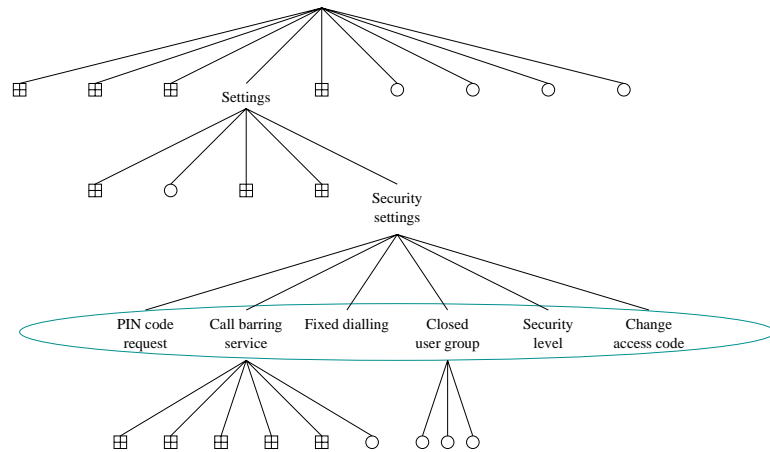 Settings
Security
settings
PIN code
request
Call barring
service
Fixed dialling
Closed
user group
Security
level
Change
access code